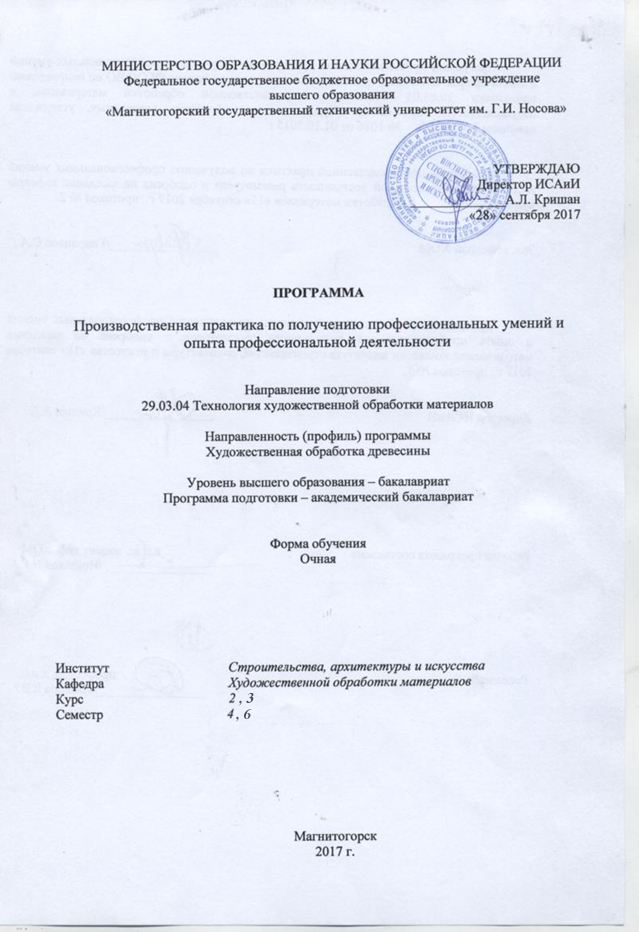 МИНИСТЕРСТВО ОБРАЗОВАНИЯ И НАУКИ РОССИЙСКОЙ ФЕДЕРАЦИИ
Федеральное государственное бюджетное образовательное учреждение
высшего образования
«Магнитогорский государственный технический университет им. Г.И. Носова»
УТВЕРЖДАЮ
Директор ИСАиИ
А.Л. Кришан
«28» сентября 2017
ПРОГРАММА
Производственная практика по получению профессиональных умений и
опыта профессиональной деятельности
Направление подготовки
29.03.04 Технология художественной обработки материалов
Направленность (профиль) программы
Художественная обработка древесины
Уровень высшего образования – бакалавриат
Программа подготовки – академический бакалавриат
Форма обучения
Очная
Институт Строительства, архитектуры и искусства
Кафедра Художественной обработки материалов
Курс 2 , 3
Семестр 4 , 6
Магнитогорск
2017 г.